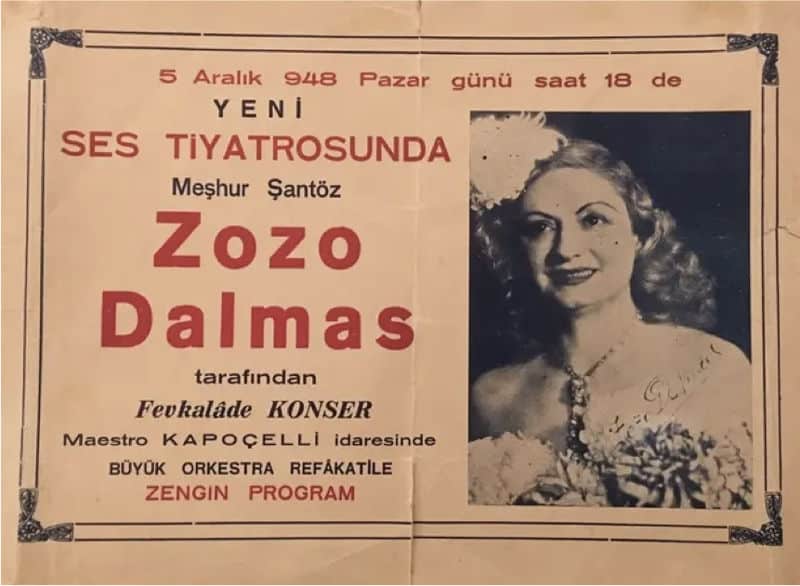 5 Aralık 948 Pazar günü saat 18 de
YENİ
SES TİYATROSUNDA
Meşhur Şantöz
Zozo
Dalmas
tarafından
Fevkalâde KONSER
Maestro KAPOÇELLİ idaresinde
BÜYÜK ORKESTRA REFÂKATİLE
ZENGIN PROGRAM